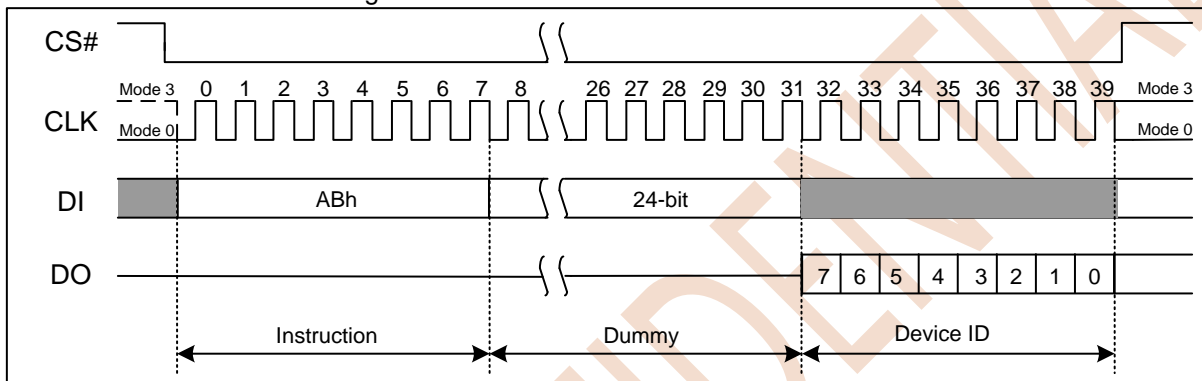 CS#
Mode 3 0 1 2 3 4 5 6 7 8 26 27 28 29 30 31 32 33 34 35 36 37 38 39 Mode 3
CLK
Mode 0 Mode 0
DI ABh 24-bit
DO 7 6 5 4 3 2 1 0
Instruction Dummy Device ID